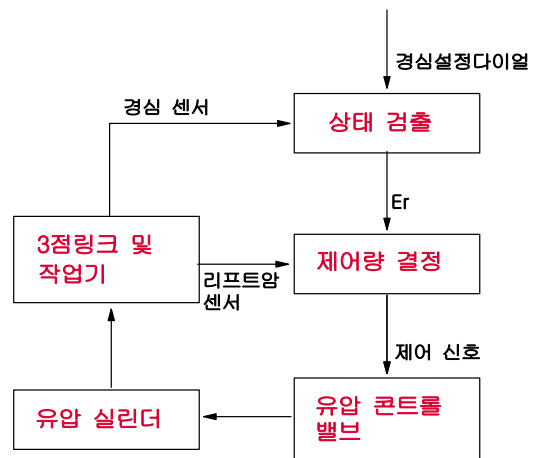 경심설정다이얼
경심 센서
상태 검출
Er
3점링크 및
작업기
제어량 결정
리프트암
센서
제어 신호
유압 실린더
유압 콘트롤
밸브